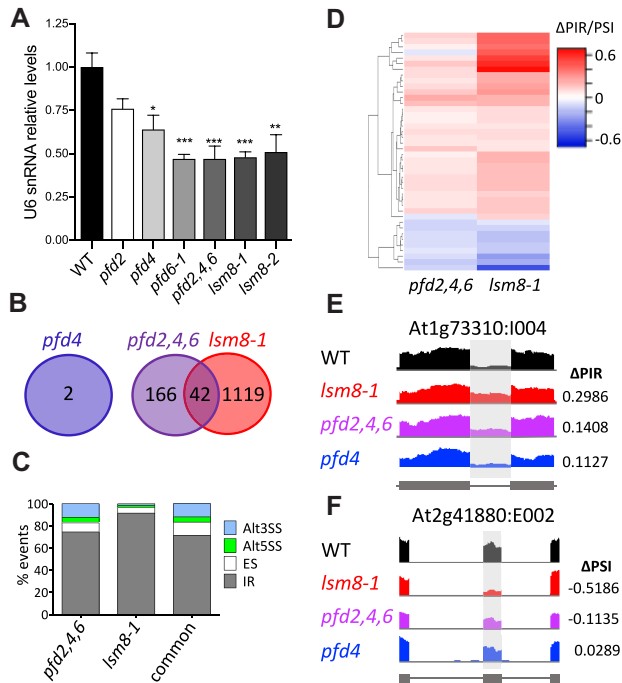 A
U6 snRNA relative levels
1.25
1.00
0.75
0.50
0.25
0.00
*
***
***
***
**
WT
pfd2
pfd4
pfd6-1
pfd2,4,6
lsm8-1
lsm8-2
B
pfd4
pfd2,4,6
lsm8-1
2
166
42
1119
C
% events
100
80
60
40
20
0
Alt3SS
Alt5SS
ES
IR
pfd2,4,6
lsm8-1
common
D
ΔPIR/PSI
0.6
0
-0.6
pfd2,4,6
lsm8-1
E
At1g73310:I004
WT
ΔPIR
lsm8-1
0.2986
pfd2,4,6
0.1408
pfd4
0.1127
F
At2g41880:E002
WT
ΔPSI
lsm8-1
-0.5186
pfd2,4,6
-0.1135
pfd4
0.0289